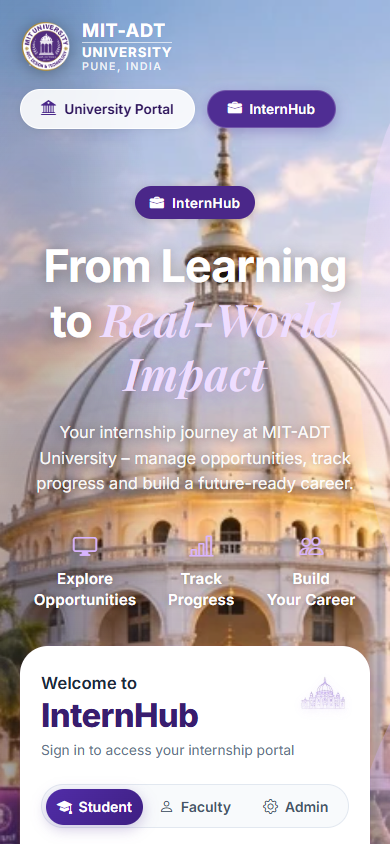 MIT-ADT
UNIVERSITY
PUNE, INDIA
University Portal
InternHub
InternHub
From Learning
to Real-World
Impact
Your internship journey at MIT-ADT
University – manage opportunities, track
progress and build a future-ready career.
Explore
Opportunities
Track
Progress
Build
Your Career
Welcome to
InternHub
Sign in to access your internship portal
Student
Faculty
Admin